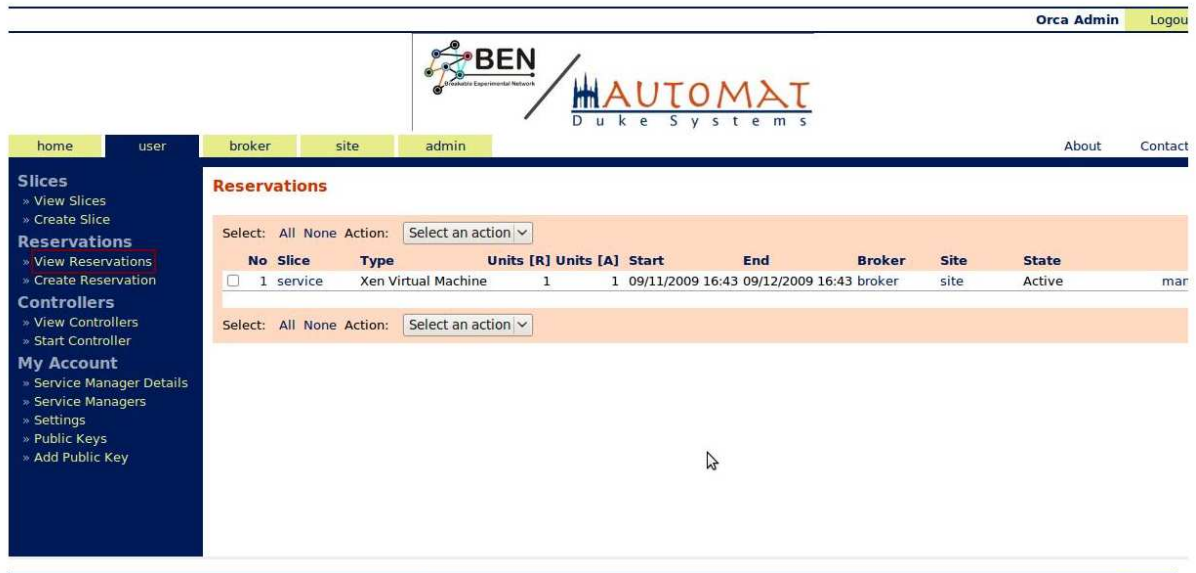 Orca Admin Logou
BEN
Breakable Experimental Network
AUTOMAT
Duke Systems
home user broker site admin About Contact
Slices
» View Slices
» Create Slice
Reservations
» View Reservations
» Create Reservation
Controllers
» View Controllers
» Start Controller
My Account
» Service Manager Details
» Service Managers
» Settings
» Public Keys
» Add Public Key
Reservations
Select: All None Action: Select an action
No Slice Type Units [R] Units [A] Start End Broker Site State
1 service Xen Virtual Machine 1 1 09/11/2009 16:43 09/12/2009 16:43 broker site Active mar
Select: All None Action: Select an action